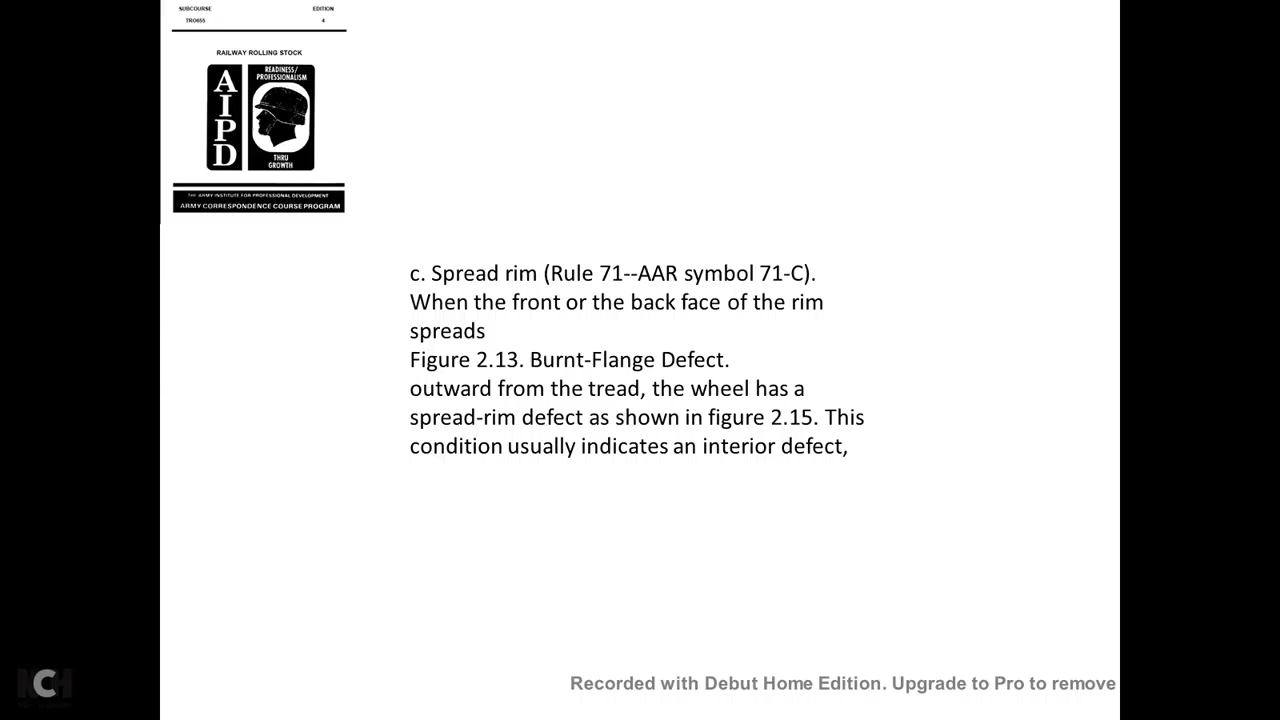 SUBCOURSE EDITION
TRO655 4
RAILWAY ROLLING STOCK
AIPD
READINESS/
PROFESSIONALISM
THRU
GROWTH
THE ARMY INSTITUTE FOR PROFESSIONAL DEVELOPMENT
ARMY CORRESPONDENCE COURSE PROGRAM
c. Spread rim (Rule 71--AAR symbol 71-C).
When the front or the back face of the rim
spreads
Figure 2.13. Burnt-Flange Defect.
outward from the tread, the wheel has a
spread-rim defect as shown in figure 2.15. This
condition usually indicates an interior defect,
Recorded with Debut Home Edition. Upgrade to Pro to remove